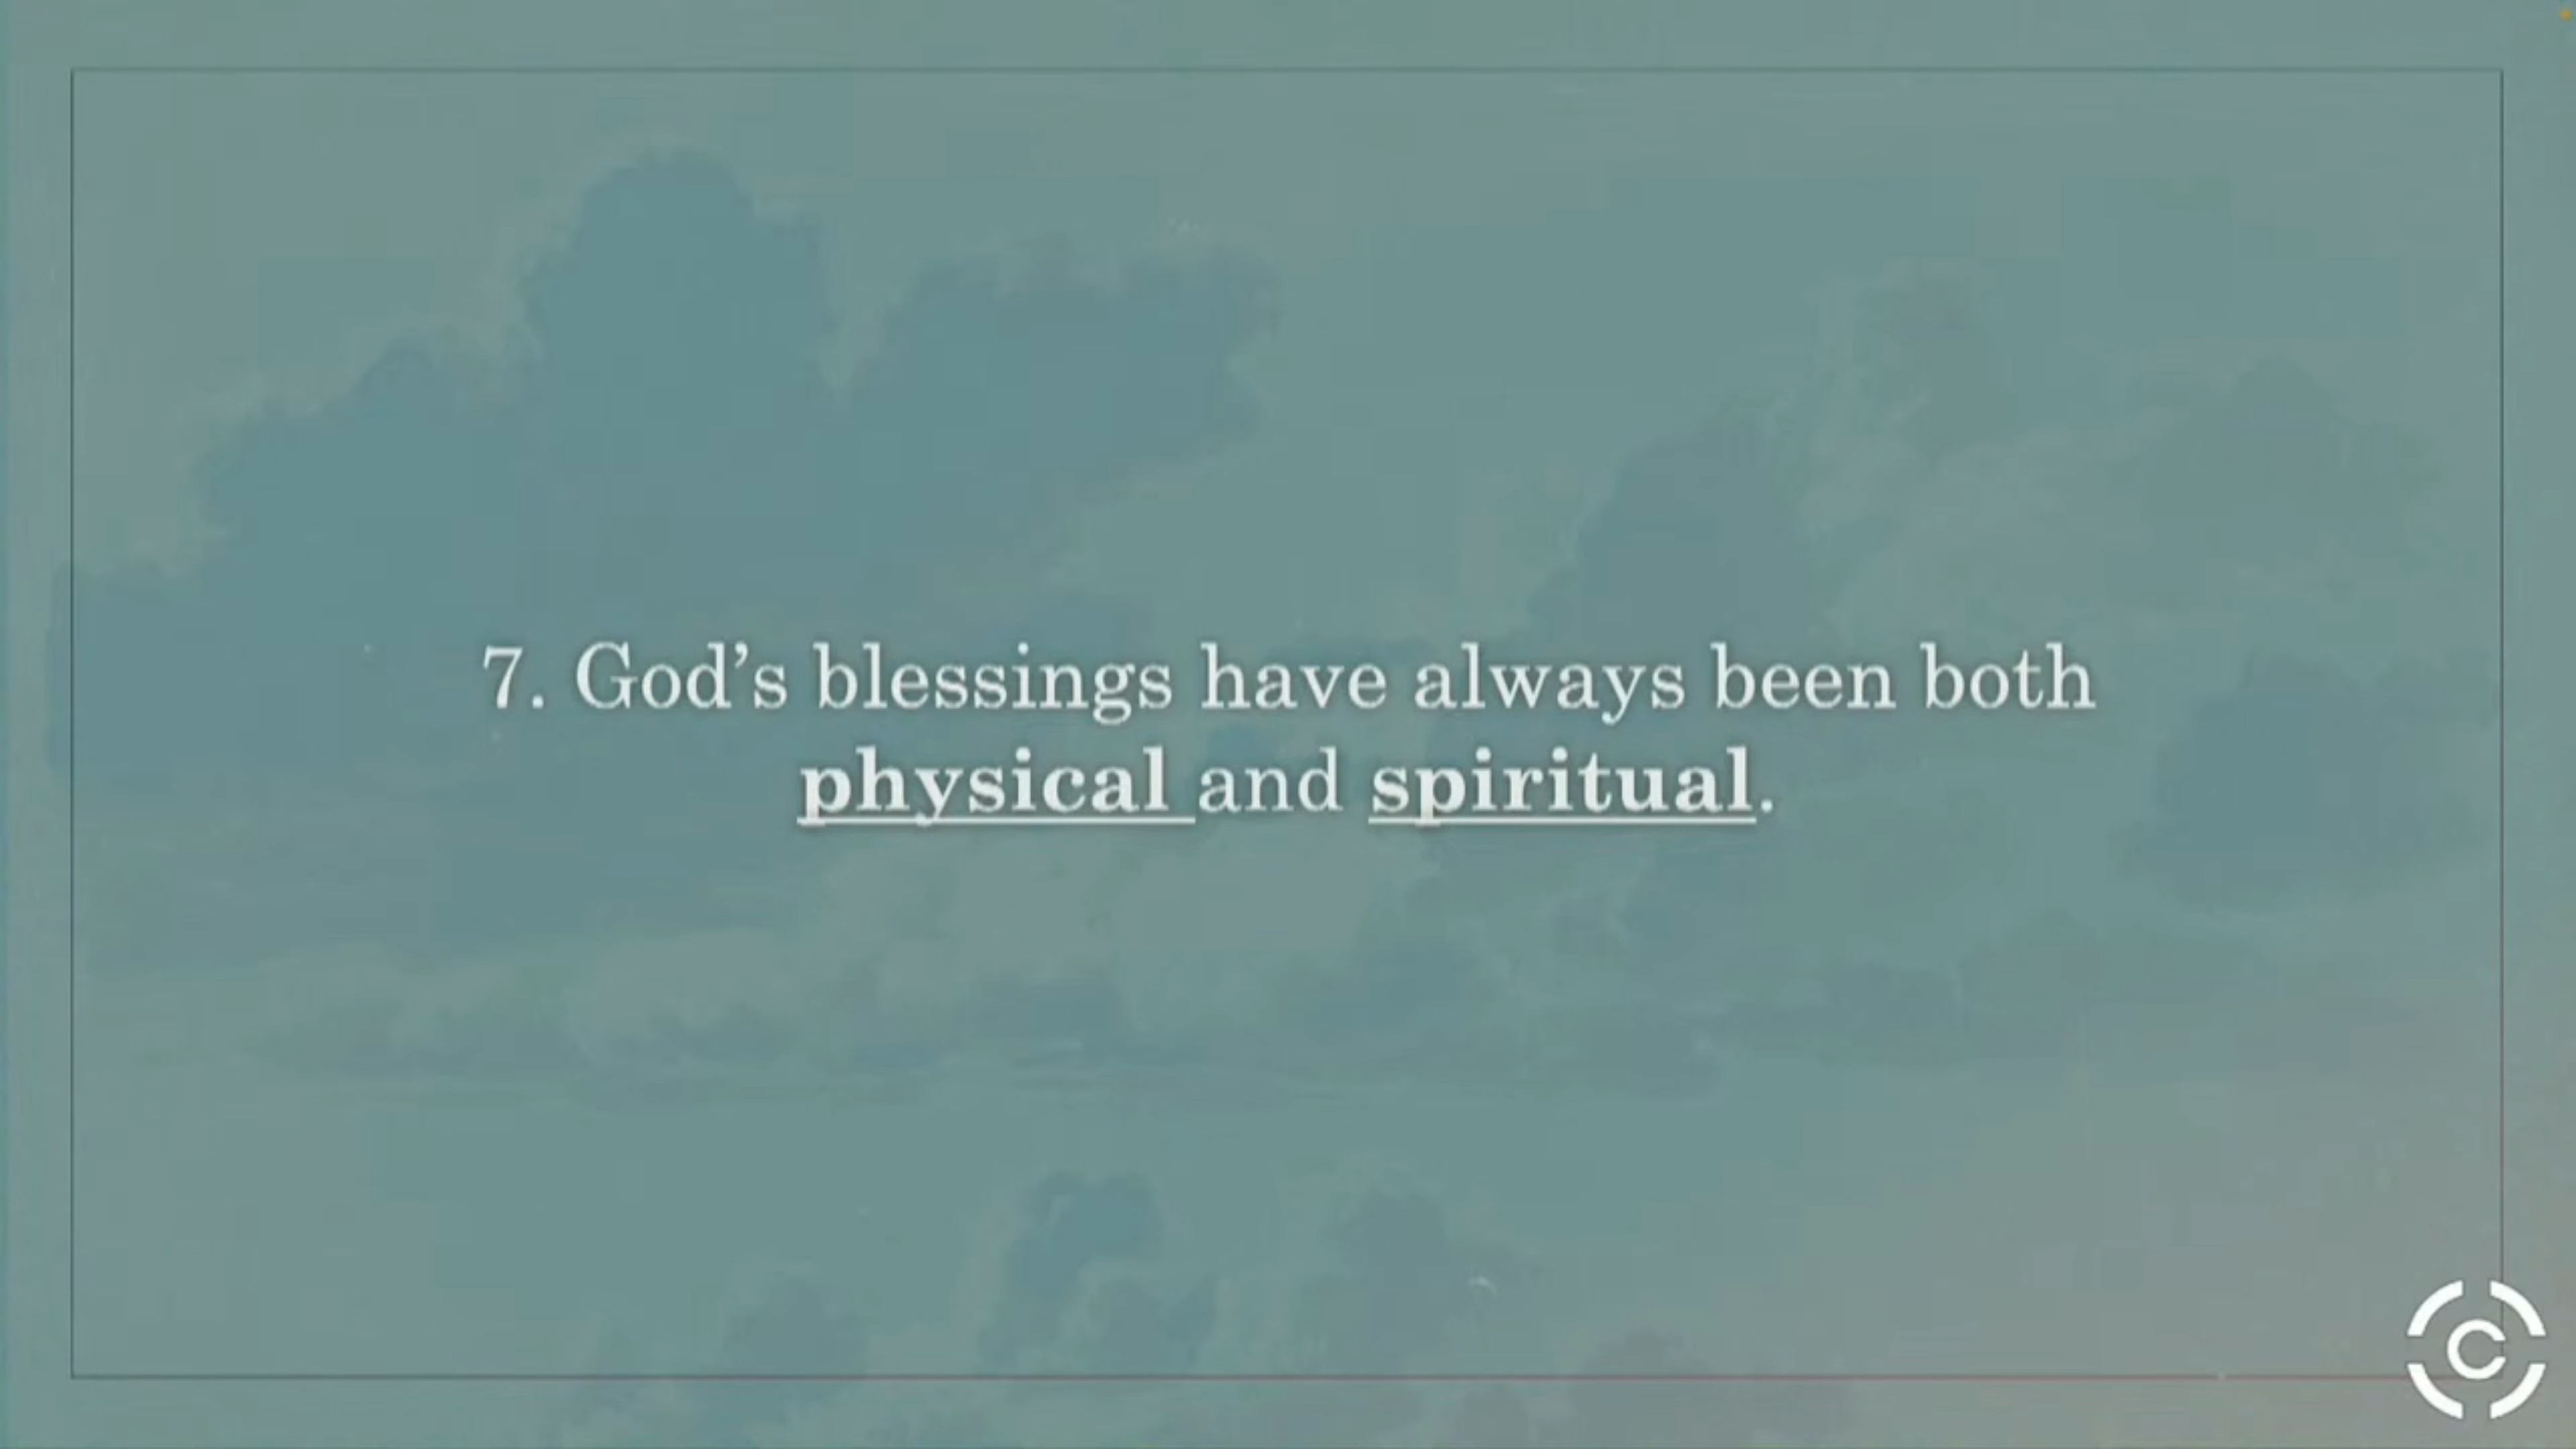 7. God’s blessings have always been both
physical and spiritual.
C